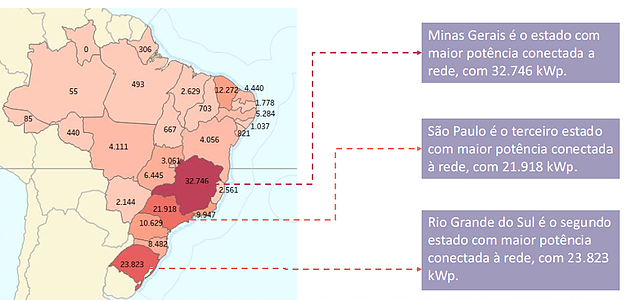 0
306
55
493
2.629
12.272
4.440
1.778
703
5.284
1.037
821
85
440
667
4.056
4.111
3.061
6.445
32.746
2.561
2.144
21.918
9.947
10.629
8.482
23.823
Minas Gerais é o estado com
maior potência conectada a
rede, com 32.746 kWp.
São Paulo é o terceiro estado
com maior potência conectada
à rede, com 21.918 kWp.
Rio Grande do Sul é o segundo
estado com maior potência
conectada à rede, com 23.823
kWp.